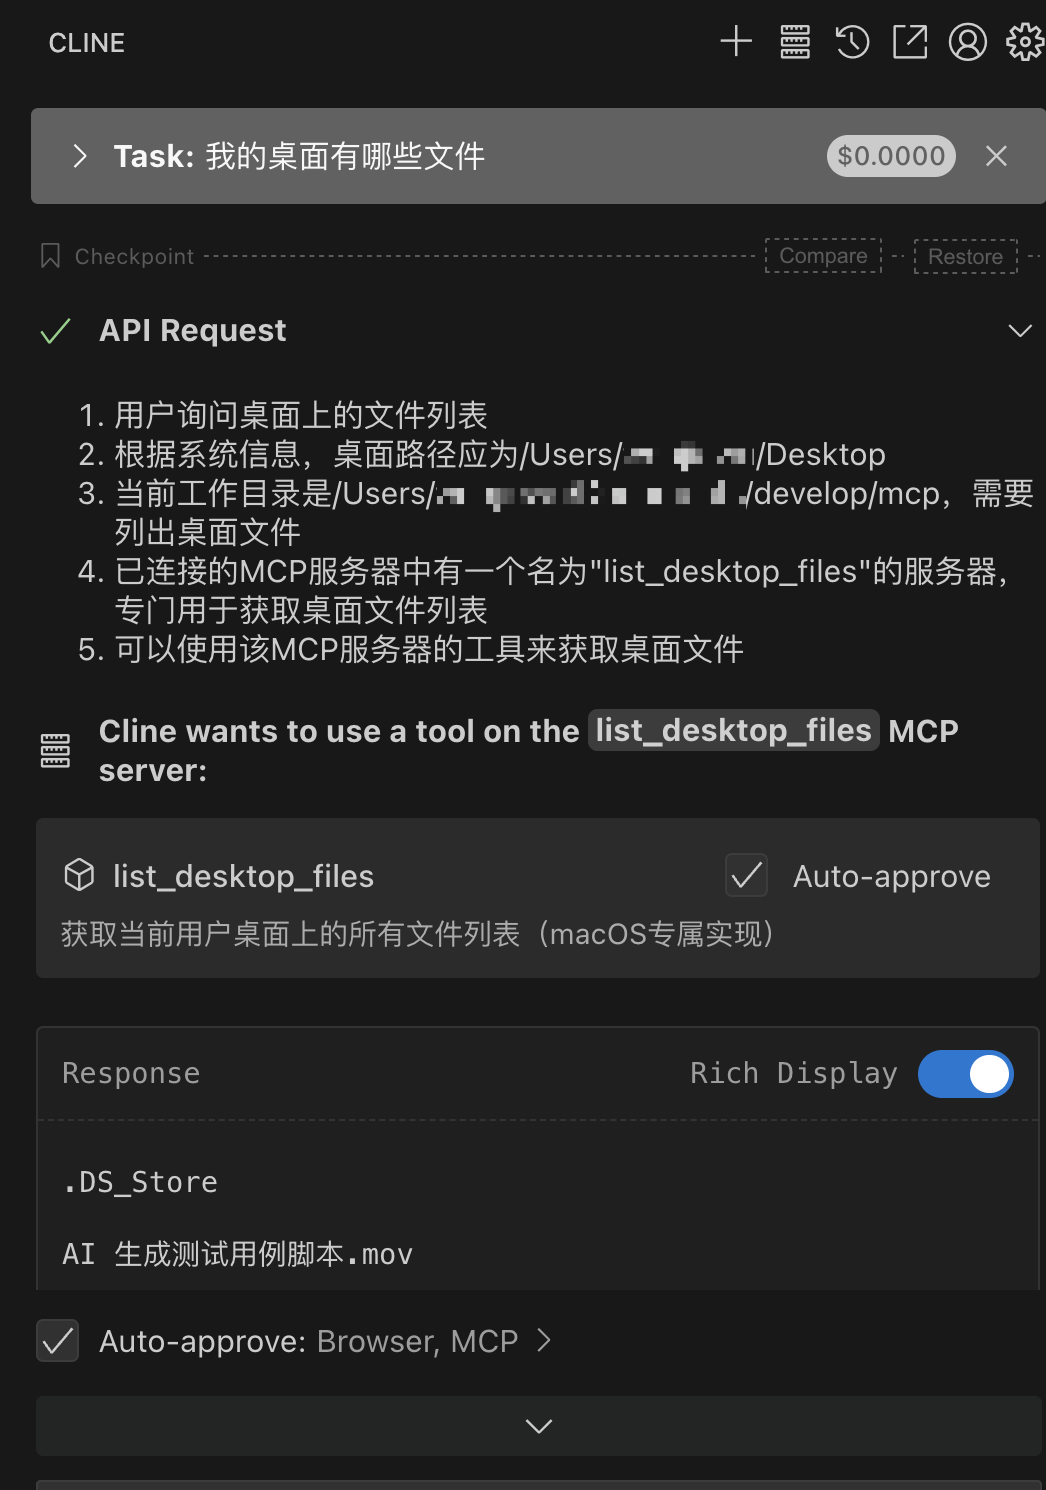 CLINE
Task: 我的桌面有哪些文件 $0.0000
Checkpoint Compare Restore
API Request
1. 用户询问桌面上的文件列表
2. 根据系统信息，桌面路径应为/Users/ /Desktop
3. 当前工作目录是/Users/ /develop/mcp，需要
列出桌面文件
4. 已连接的MCP服务器中有一个名为"list_desktop_files"的服务器，
专门用于获取桌面文件列表
5. 可以使用该MCP服务器的工具来获取桌面文件
Cline wants to use a tool on the list_desktop_files MCP
server:
list_desktop_files Auto-approve
获取当前用户桌面上的所有文件列表（macOS专属实现）
Response Rich Display
.DS_Store
AI 生成测试用例脚本.mov
Auto-approve: Browser, MCP